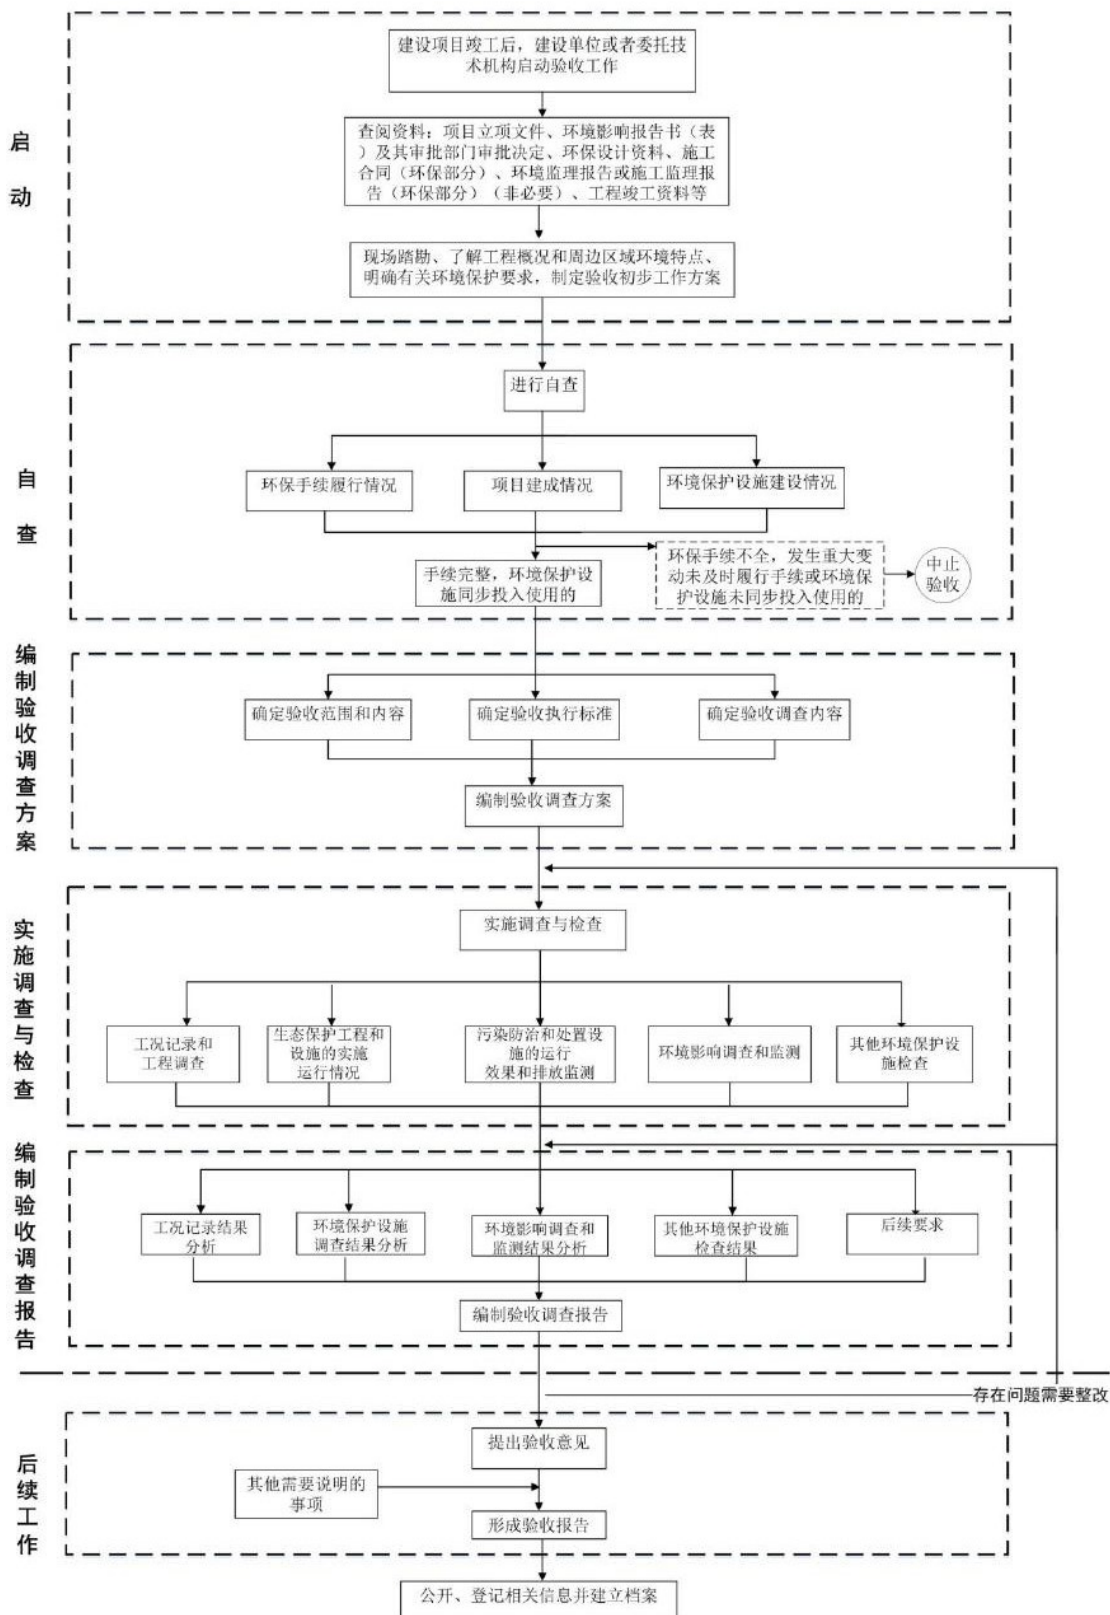 启动
建设项目竣工后，建设单位或者委托技
术机构启动验收工作
查阅资料：项目立项文件、环境影响报告书（表
）及其审批部门审批决定、环保设计资料、施工
合同（环保部分）、环境监理报告或施工监理报
告（环保部分）（非必要）、工程竣工资料等
现场踏勘、了解工程概况和周边区域环境特点、
明确有关环境保护要求，制定验收初步工作方案
自查
进行自查
环保手续履行情况
项目建成情况
环境保护设施建设情况
手续完整，环境保护设
施同步投入使用的
环保手续不全，发生重大变
动未及时履行手续或环境保
护设施未同步投入使用的
中止
验收
编制验收调查方案
确定验收范围和内容
确定验收执行标准
确定验收调查内容
编制验收调查方案
实施调查与检查
实施调查与检查
工况记录和
工程调查
生态保护工程和
设施的实施
运行情况
污染防治和处置设
施的运行
效果和排放监测
环境影响调查和监测
其他环境保护设
施检查
编制验收调查报告
工况记录结果
分析
环境保护设施
调查结果分析
环境影响调查和
监测结果分析
其他环境保护设施
检查结果
后续要求
编制验收调查报告
存在问题需要整改
后续工作
提出验收意见
其他需要说明的
事项
形成验收报告
公开、登记相关信息并建立档案